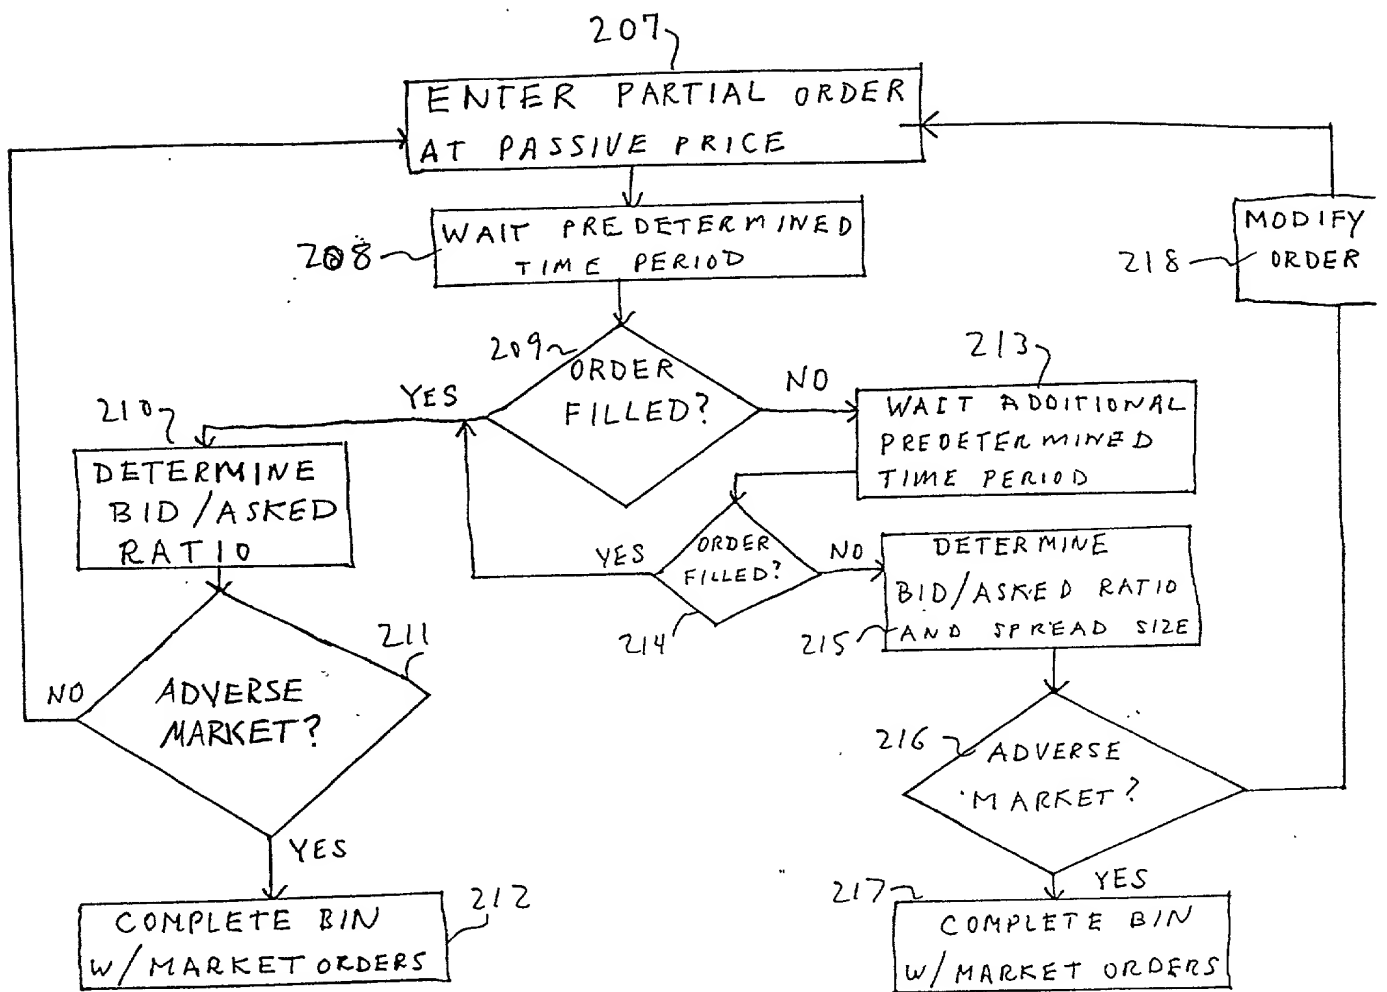 207
ENTER PARTIAL ORDER
AT PASSIVE PRICE
WAIT PREDETERMINED
TIME PERIOD
208
MODIFY
ORDER
218
209
ORDER
FILLED?
YES
NO
213
WAIT ADDITIONAL
PREDETERMINED
TIME PERIOD
210
DETERMINE
BID/ASKED
RATIO
ORDER
FILLED?
YES
NO
214
DETERMINE
BID/ASKED RATIO
AND SPREAD SIZE
215
211
ADVERSE
MARKET?
NO
YES
216
ADVERSE
MARKET?
YES
COMPLETE BIN
W/MARKET ORDERS
212
217
COMPLETE BIN
W/MARKET ORDERS